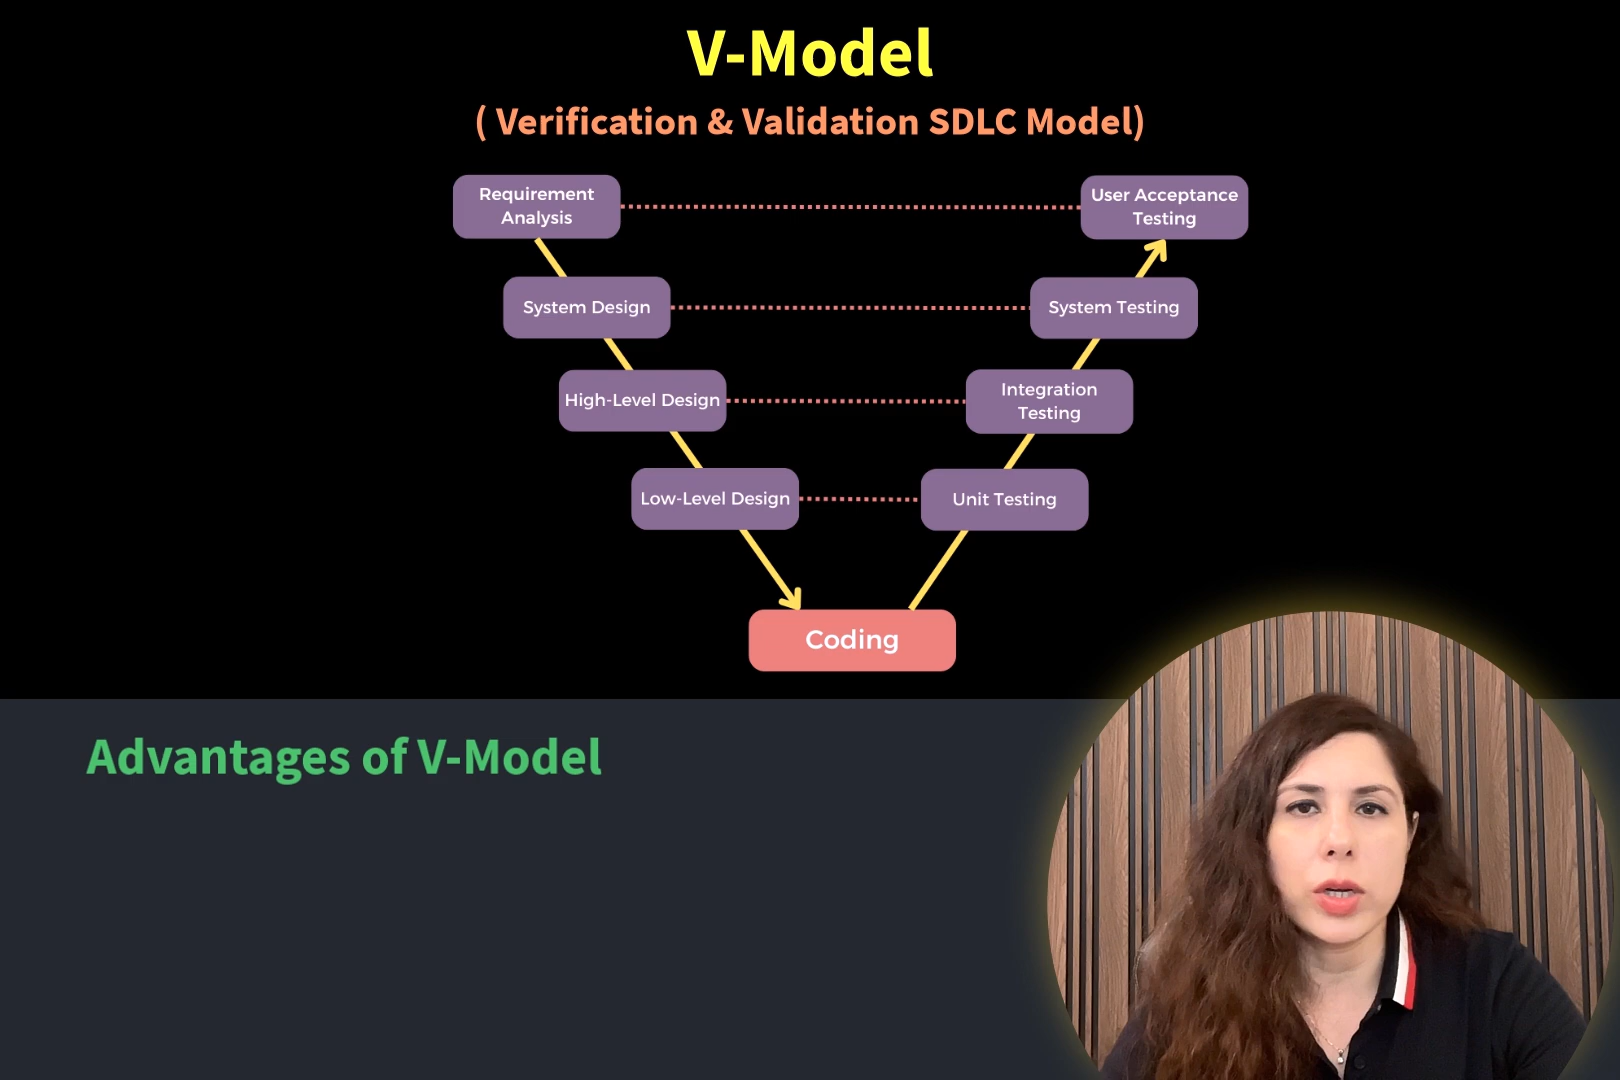 V-Model
( Verification & Validation SDLC Model)
Requirement
Analysis
User Acceptance
Testing
System Design
System Testing
High-Level Design
Integration
Testing
Low-Level Design
Unit Testing
Coding
Advantages of V-Model